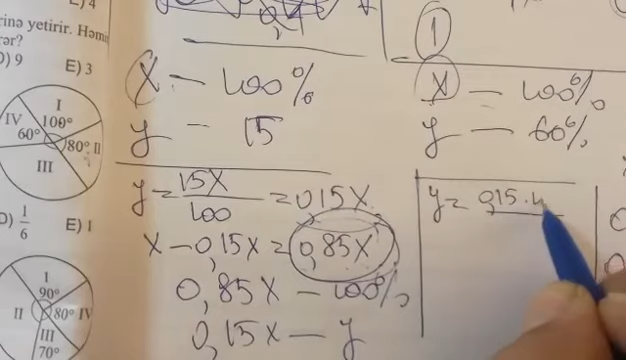 E) 4
rinə yetirir. Həm
ər?
) 9 E) 3
I
IV 100°
60° 80° II
III
D) 1/6 E) 1
I
90°
II 80° IV
III
70°
X — 100%
y — 15
y = 15X/100 = 0,15X
x − 0,15x = 0,85X
0,85x — 100%
0,15x — y
1
X — 100%
y — 60%
y = 0,15 ·